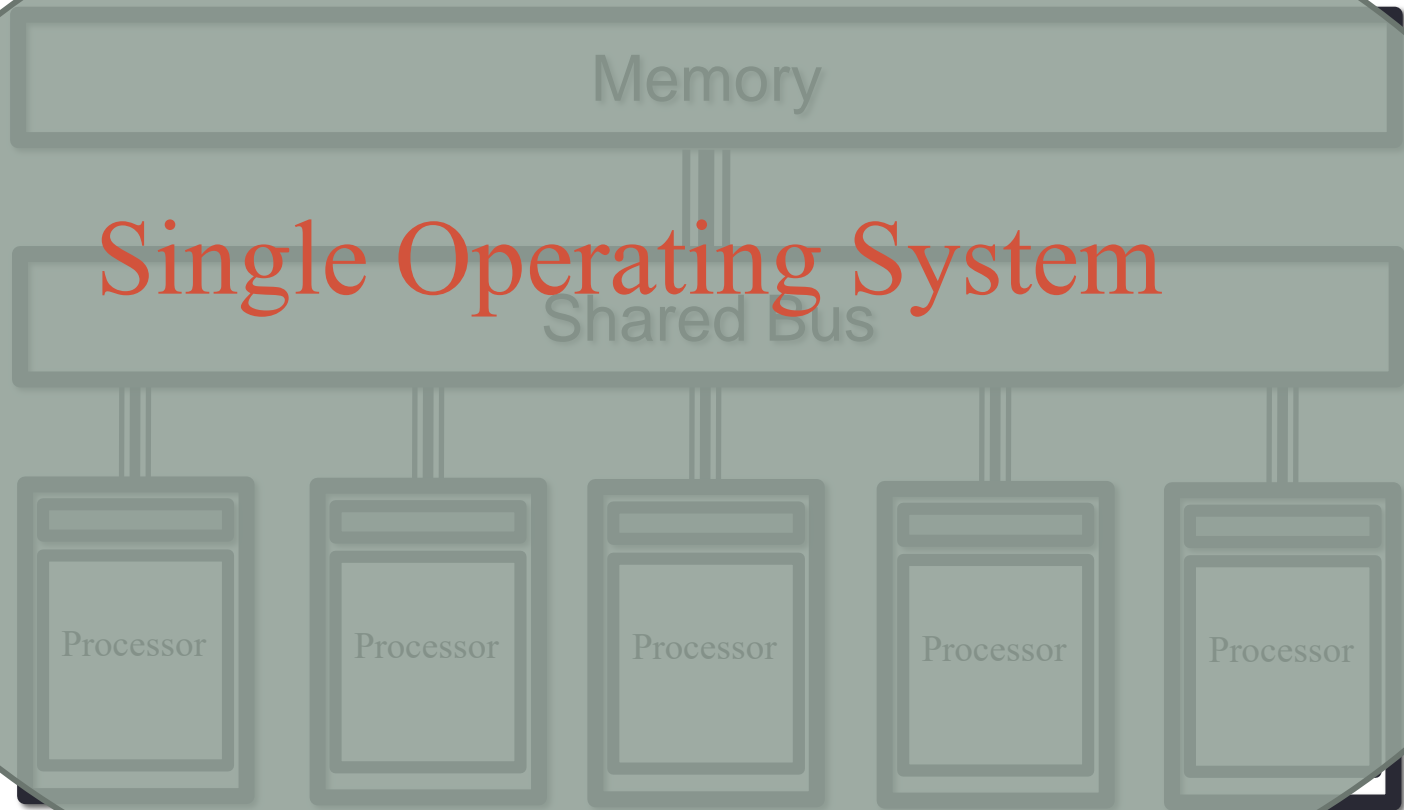 Memory
Single Operating System
Shared Bus
Processor
Processor
Processor
Processor
Processor